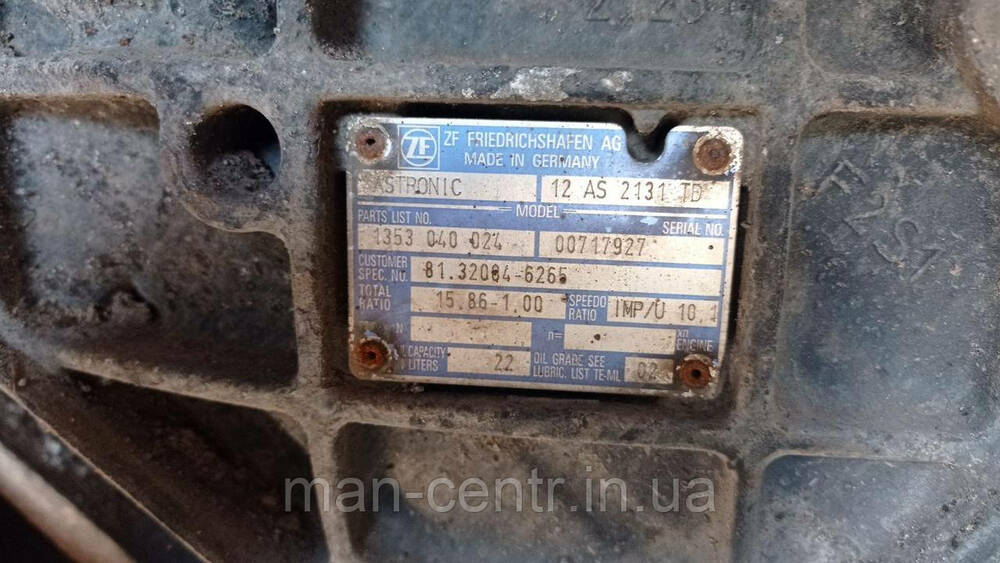 ZF
ZF FRIEDRICHSHAFEN AG
MADE IN GERMANY
ASTRONIC 12 AS 2131 TD
MODEL
PARTS LIST NO. SERIAL NO.
1353 040 024 00717927
CUSTOMER SPEC. NO. 81.32004-6265
TOTAL RATIO 15.86-1.00 SPEEDO RATIO IMP/U 10.1
n= xn ENGINE
CAPACITY LITERS 22 OIL GRADE SEE LUBRIC. LIST TE-ML 02
man-centr.in.ua